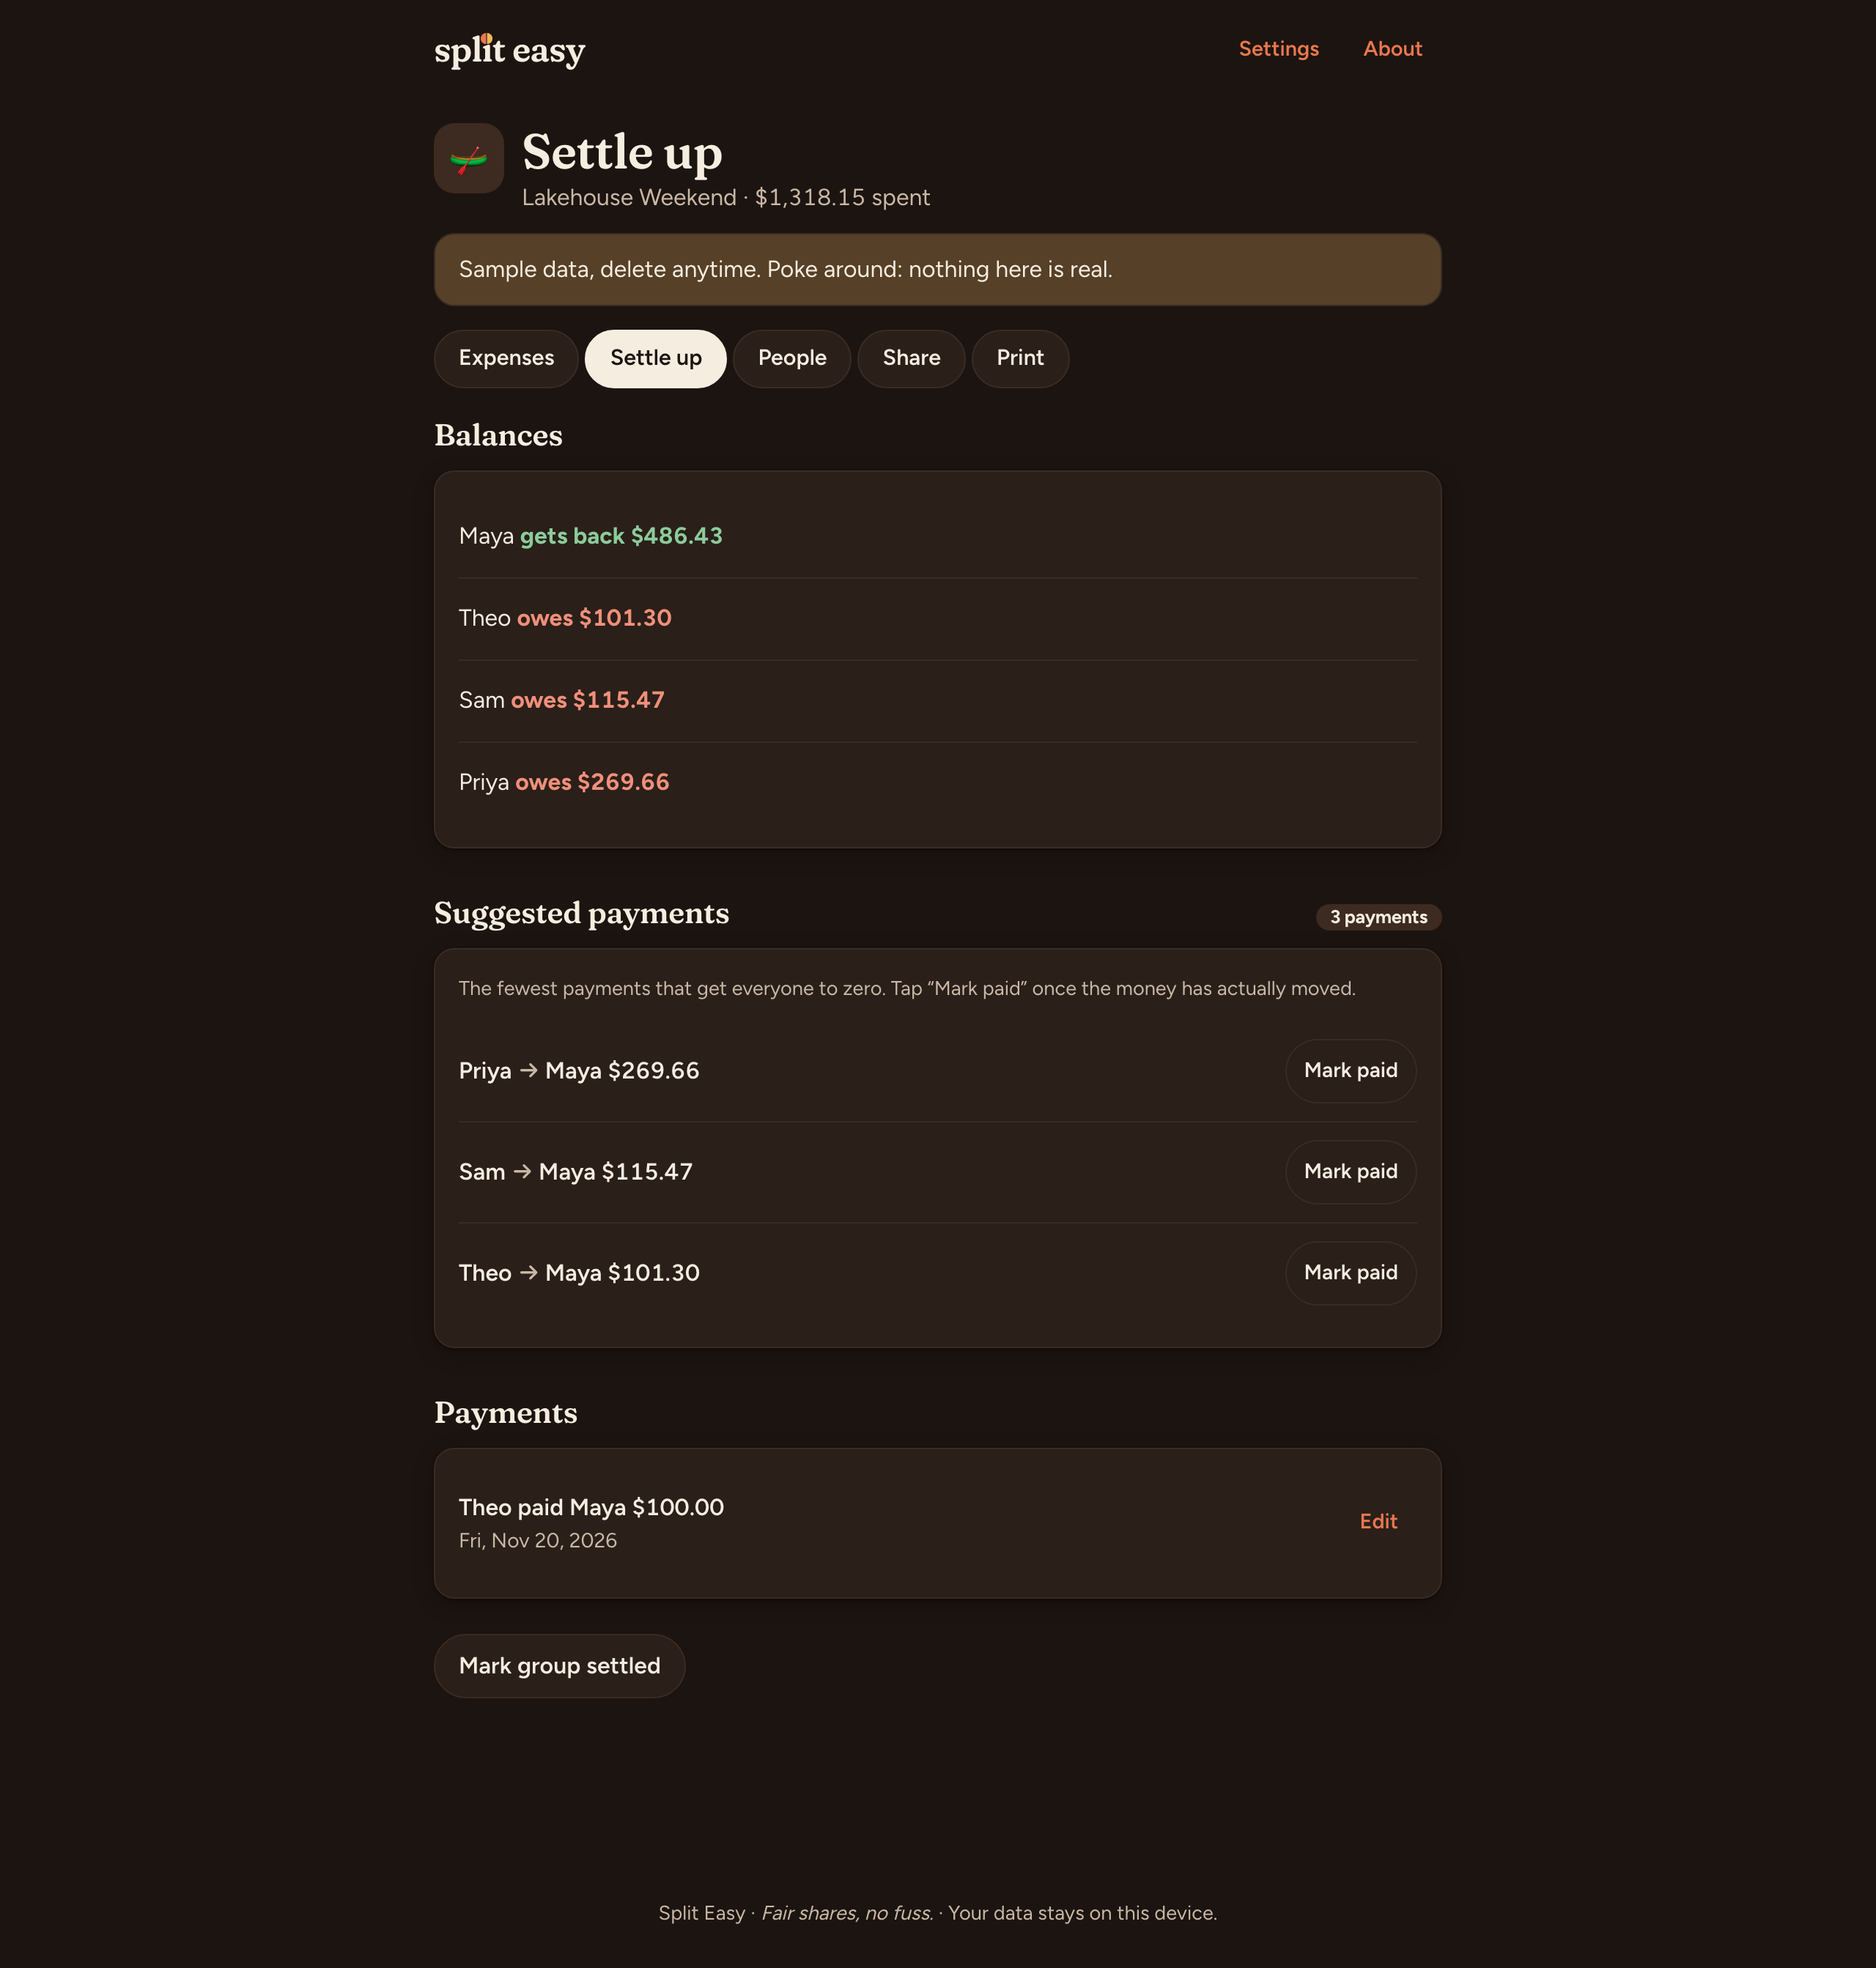 split easy
Settings About
Settle up
Lakehouse Weekend · $1,318.15 spent
Sample data, delete anytime. Poke around: nothing here is real.
Expenses Settle up People Share Print
Balances
Maya gets back $486.43
Theo owes $101.30
Sam owes $115.47
Priya owes $269.66
Suggested payments
3 payments
The fewest payments that get everyone to zero. Tap “Mark paid” once the money has actually moved.
Priya → Maya $269.66 Mark paid
Sam → Maya $115.47 Mark paid
Theo → Maya $101.30 Mark paid
Payments
Theo paid Maya $100.00
Fri, Nov 20, 2026
Edit
Mark group settled
Split Easy · Fair shares, no fuss. · Your data stays on this device.